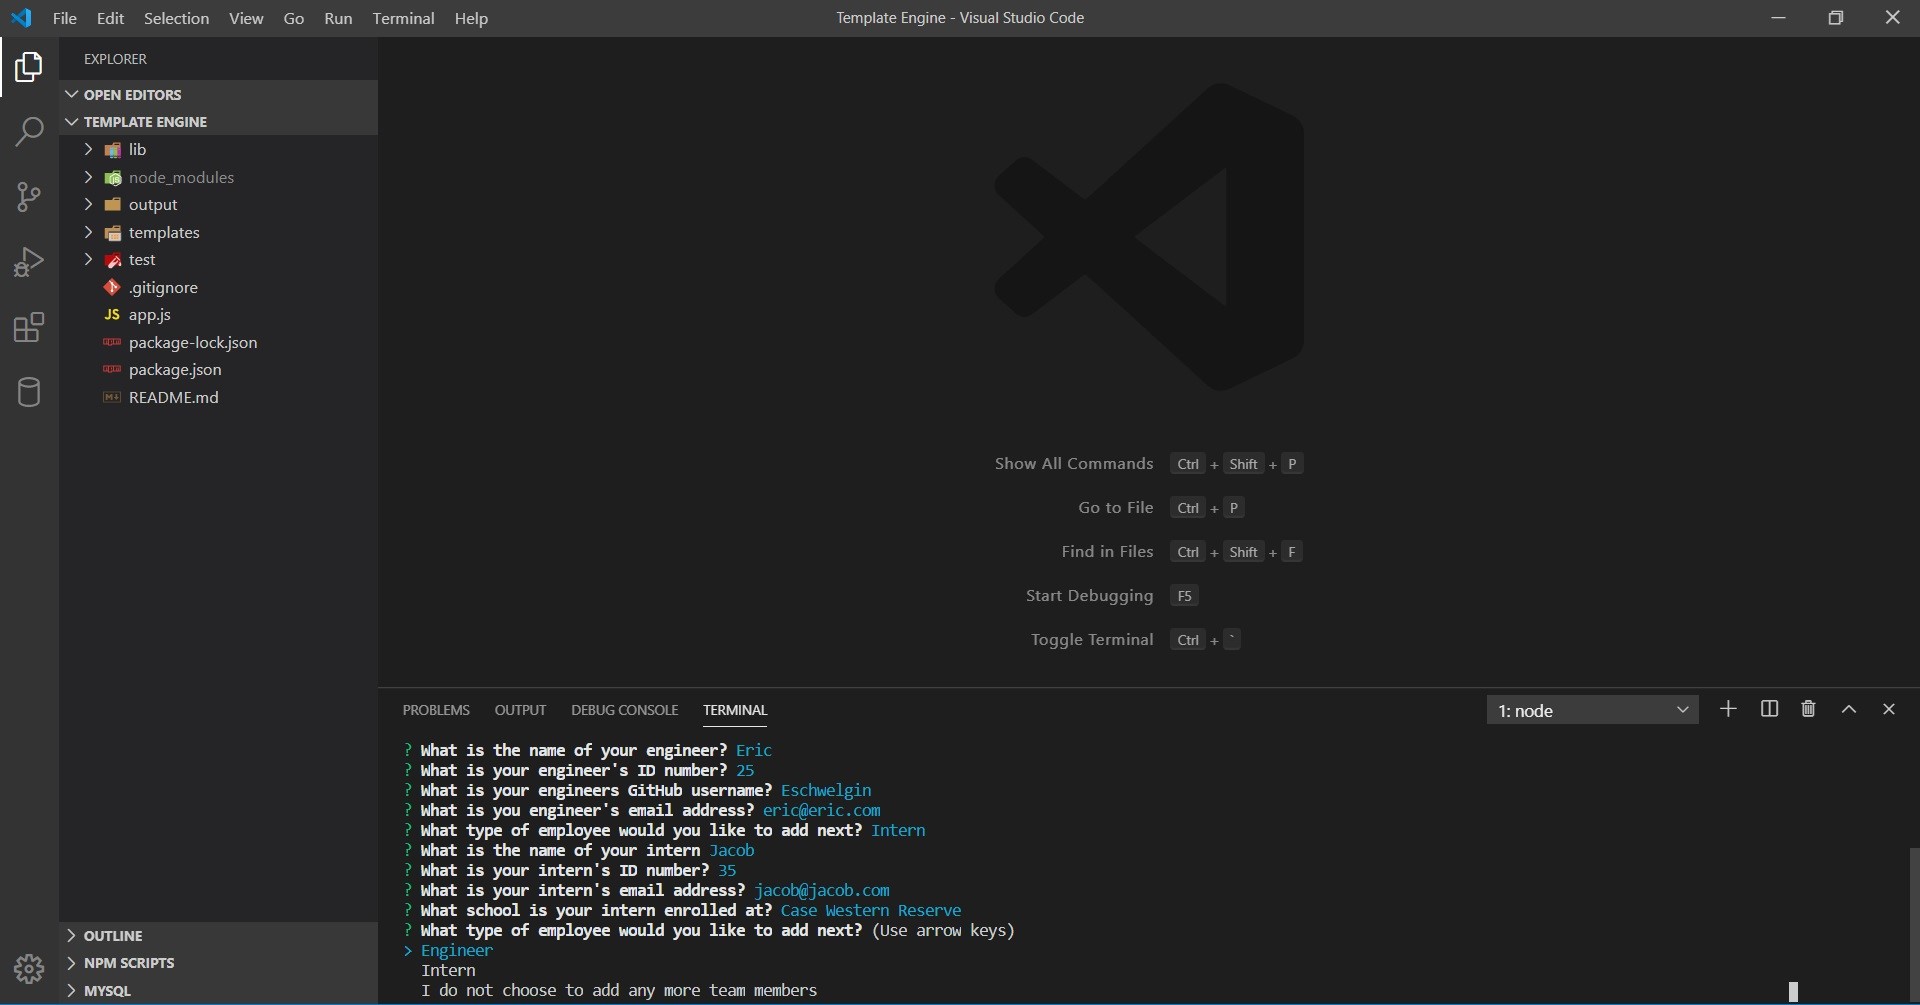 File Edit Selection View Go Run Terminal Help
Template Engine - Visual Studio Code
EXPLORER
OPEN EDITORS
TEMPLATE ENGINE
lib
node_modules
output
templates
test
.gitignore
JS app.js
package-lock.json
package.json
README.md
OUTLINE
NPM SCRIPTS
MYSQL
Show All Commands Ctrl + Shift + P
Go to File Ctrl + P
Find in Files Ctrl + Shift + F
Start Debugging F5
Toggle Terminal Ctrl + `
PROBLEMS OUTPUT DEBUG CONSOLE TERMINAL
1: node
? What is the name of your engineer? Eric
? What is your engineer's ID number? 25
? What is your engineers GitHub username? Eschwelgin
? What is you engineer's email address? eric@eric.com
? What type of employee would you like to add next? Intern
? What is the name of your intern Jacob
? What is your intern's ID number? 35
? What is your intern's email address? jacob@jacob.com
? What school is your intern enrolled at? Case Western Reserve
? What type of employee would you like to add next? (Use arrow keys)
> Engineer
Intern
I do not choose to add any more team members